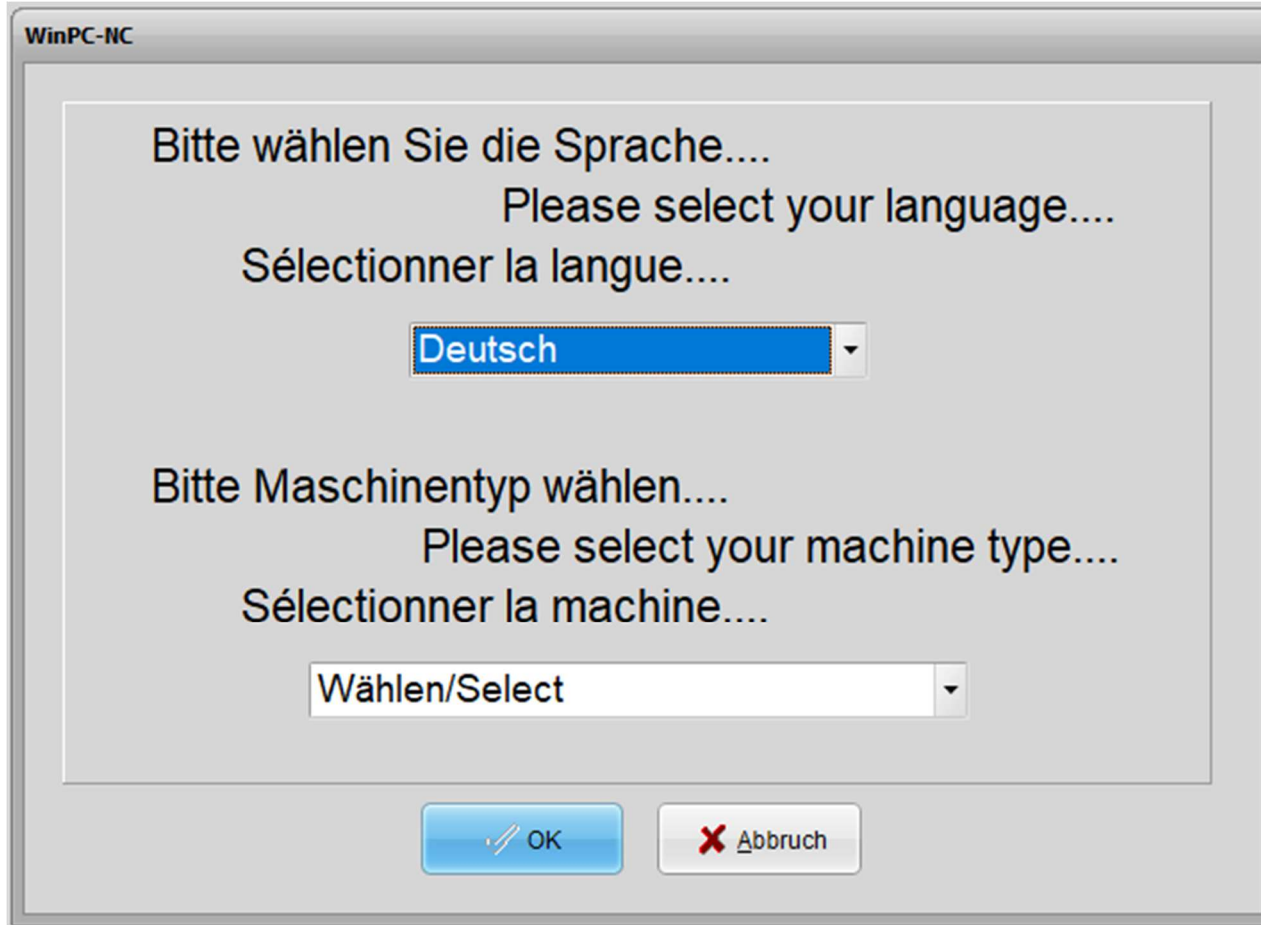 WinPC-NC
Bitte wählen Sie die Sprache....
Please select your language....
Sélectionner la langue....
Deutsch
Bitte Maschinentyp wählen....
Please select your machine type....
Sélectionner la machine....
Wählen/Select
OK
Abbruch